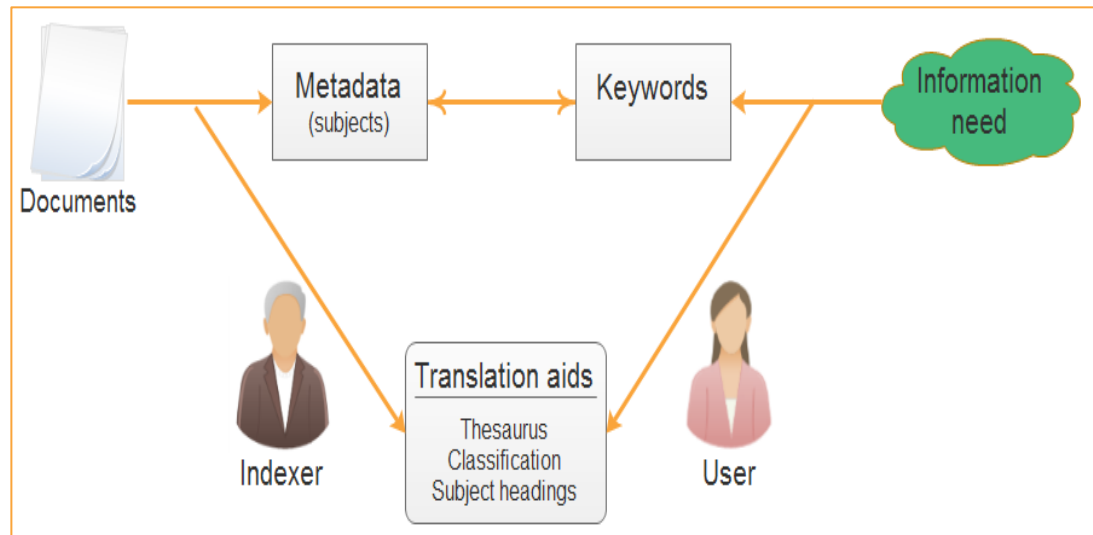 Documents
Metadata
(subjects)
Keywords
Information
need
Indexer
Translation aids
Thesaurus
Classification
Subject headings
User